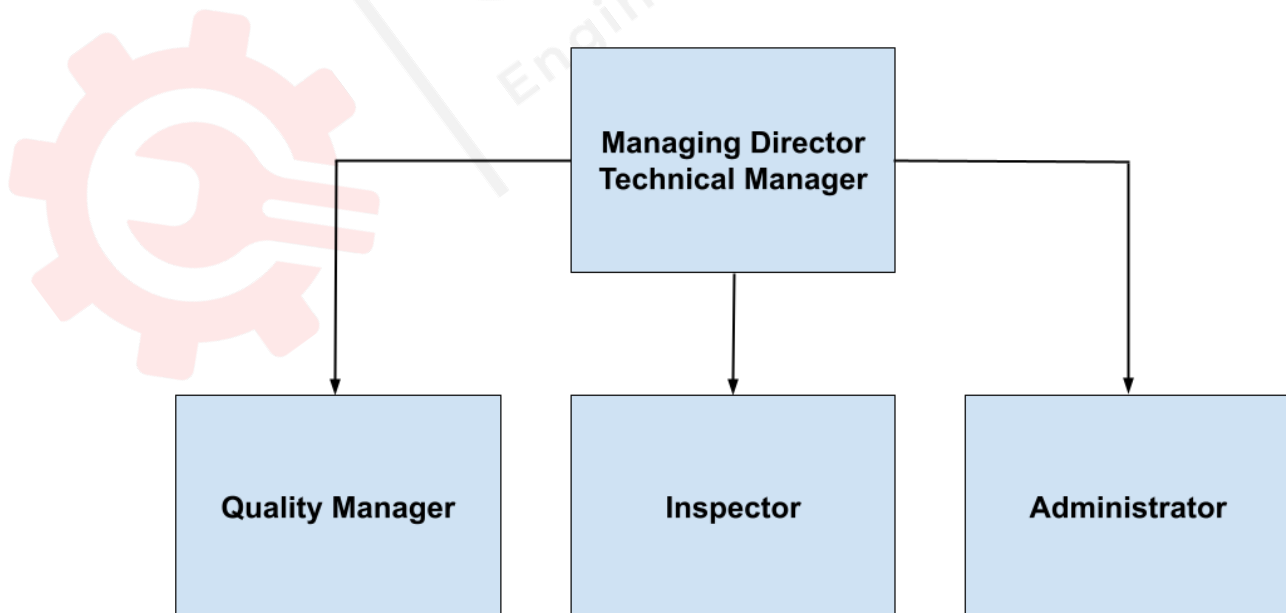 Managing Director
Technical Manager
Quality Manager
Inspector
Administrator